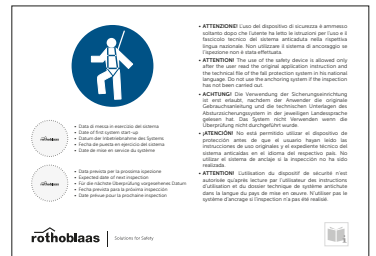 • ATTENZIONE! L'uso del dispositivo di sicurezza è ammesso
soltanto dopo che l'utente ha letto le istruzioni per l'uso e il
fascicolo tecnico del sistema anticaduta nella rispettiva
lingua nazionale. Non utilizzare il sistema di ancoraggio se
l'ispezione non è stata effettuata.
• ATTENTION! The use of the safety device is allowed only
after the user read the original application instruction and
the technical file of the fall protection system in his national
language. Do not use the anchoring system if the inspection
has not been carried out.
• ACHTUNG! Die Verwendung der Sicherungseinrichtung
ist erst erlaubt, nachdem der Anwender die originale
Gebrauchsanleitung und die technischen Unterlagen des
Absturzsicherungssystem in der jeweiligen Landessprache
gelesen hat. Das System nicht Verwenden wenn die
Überprüfung nicht durchgeführt wurde.
• ¡ATENCIÓN! No está permitido utilizar el dispositivo de
protección antes de que el usuario hayan leído las
instrucciones de uso originales y el expediente técnico del
sistema anticaídas en el idioma del respectivo país. No
utilizar el sistema de anclaje si la inspección no ha sido
realizada.
• ATTENTION! L'utilisation du dispositif de sécurité n'est
autorisée qu'après lecture par l'utilisateur des instructions
d'utilisation et du dossier technique de système antichute
dans la langue du pays de mise en œuvre. N'utiliser pas le
système d'ancrage si l'inspection n'a pas été realisé.
rothoblaas
• Data di messa in esercizio del sistema
• Date of first system start-up
• Datum der Inbetriebnahme des Systems
• Fecha de puesta en ejercicio del sistema
• Date de mise en service du système
rothoblaas
• Data prevista per la prossima ispezione
• Expected date of next inspection
• Für die nächste Überprüfung vorgesehenes Datum
• Fecha prevista para la próxima inspección
• Date prévue pour la prochaine inspection
rothoblaas
Solutions for Safety